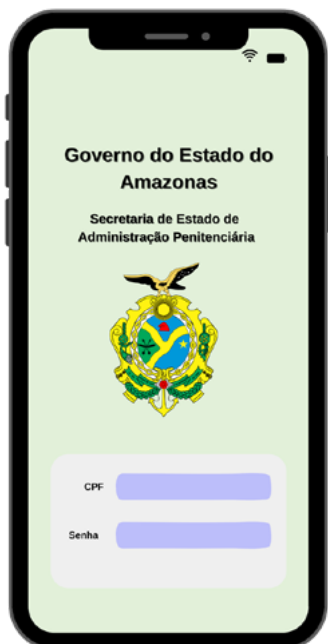 Governo do Estado do
Amazonas
Secretaria de Estado de
Administração Penitenciária
CPF
Senha